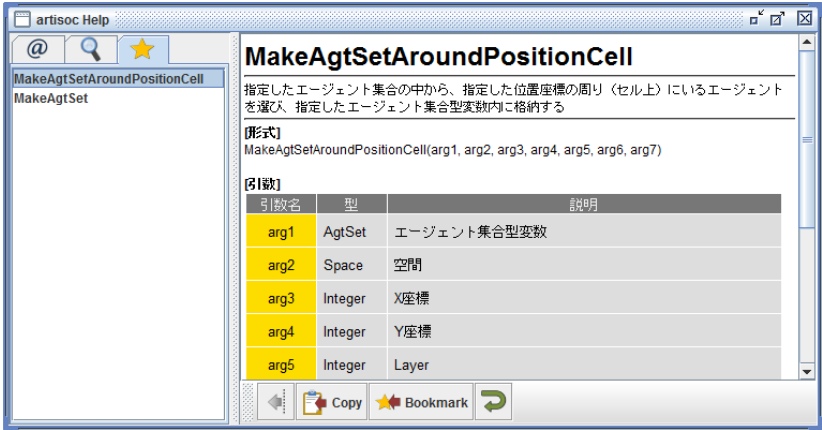 artisoc Help
@
MakeAgtSetAroundPositionCell
MakeAgtSet
MakeAgtSetAroundPositionCell
指定したエージェント集合の中から、指定した位置座標の周り（セル上）にいるエージェント
を選び、指定したエージェント集合型変数内に格納する
[形式]
MakeAgtSetAroundPositionCell(arg1, arg2, arg3, arg4, arg5, arg6, arg7)
[引数]
引数名 型 説明
arg1 AgtSet エージェント集合型変数
arg2 Space 空間
arg3 Integer X座標
arg4 Integer Y座標
arg5 Integer Layer
Copy Bookmark